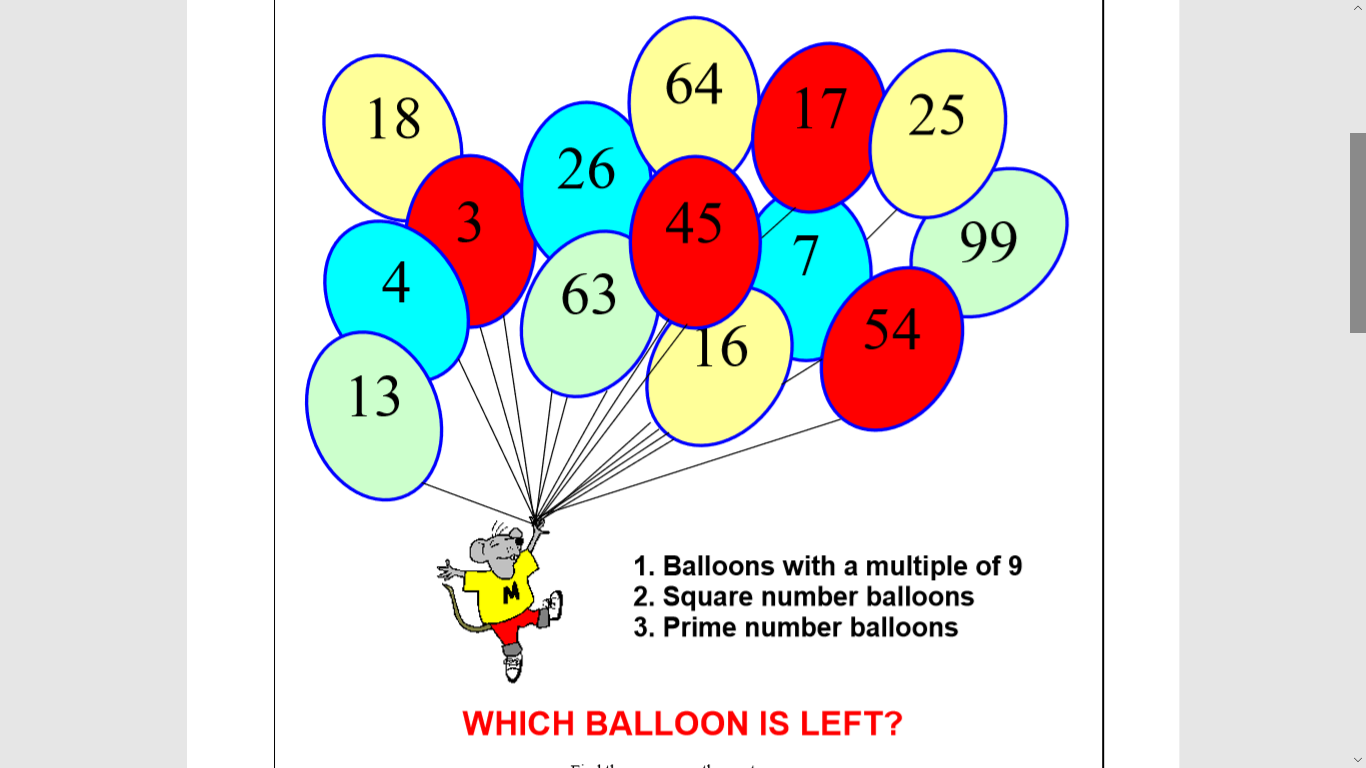 64
17
18
25
26
3
45
99
7
4
63
54
16
13
M
1. Balloons with a multiple of 9
2. Square number balloons
3. Prime number balloons
WHICH BALLOON IS LEFT?